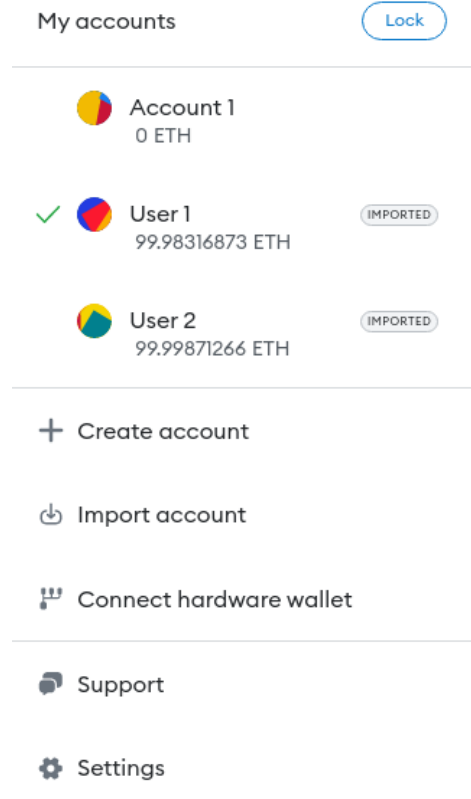 My accounts
Lock
Account 1
0 ETH
User 1
IMPORTED
99.98316873 ETH
User 2
IMPORTED
99.99871266 ETH
Create account
Import account
Connect hardware wallet
Support
Settings